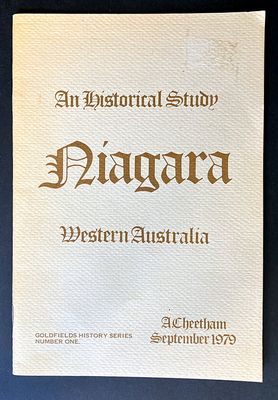 An Historical Study
Niagara
Western Australia
A Cheetham
September 1979
GOLDFIELDS HISTORY SERIES
NUMBER ONE.